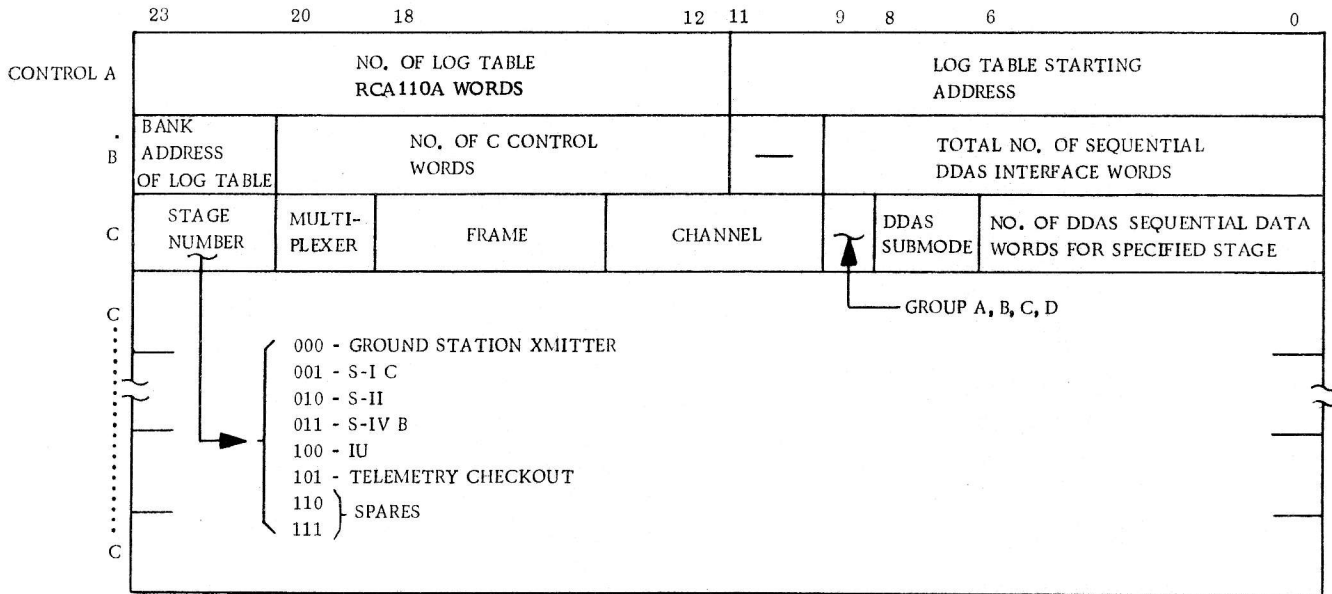 23 20 18 12 11 9 8 6 0
CONTROL A
NO. OF LOG TABLE
RCA110A WORDS
LOG TABLE STARTING
ADDRESS
B
BANK
ADDRESS
OF LOG TABLE
NO. OF C CONTROL
WORDS
—
TOTAL NO. OF SEQUENTIAL
DDAS INTERFACE WORDS
C
STAGE
NUMBER
MULTI-
PLEXER
FRAME
CHANNEL
DDAS
SUBMODE
NO. OF DDAS SEQUENTIAL DATA
WORDS FOR SPECIFIED STAGE
GROUP A, B, C, D
C
000 - GROUND STATION XMITTER
001 - S-I C
010 - S-II
011 - S-IV B
100 - IU
101 - TELEMETRY CHECKOUT
110
111
SPARES
C